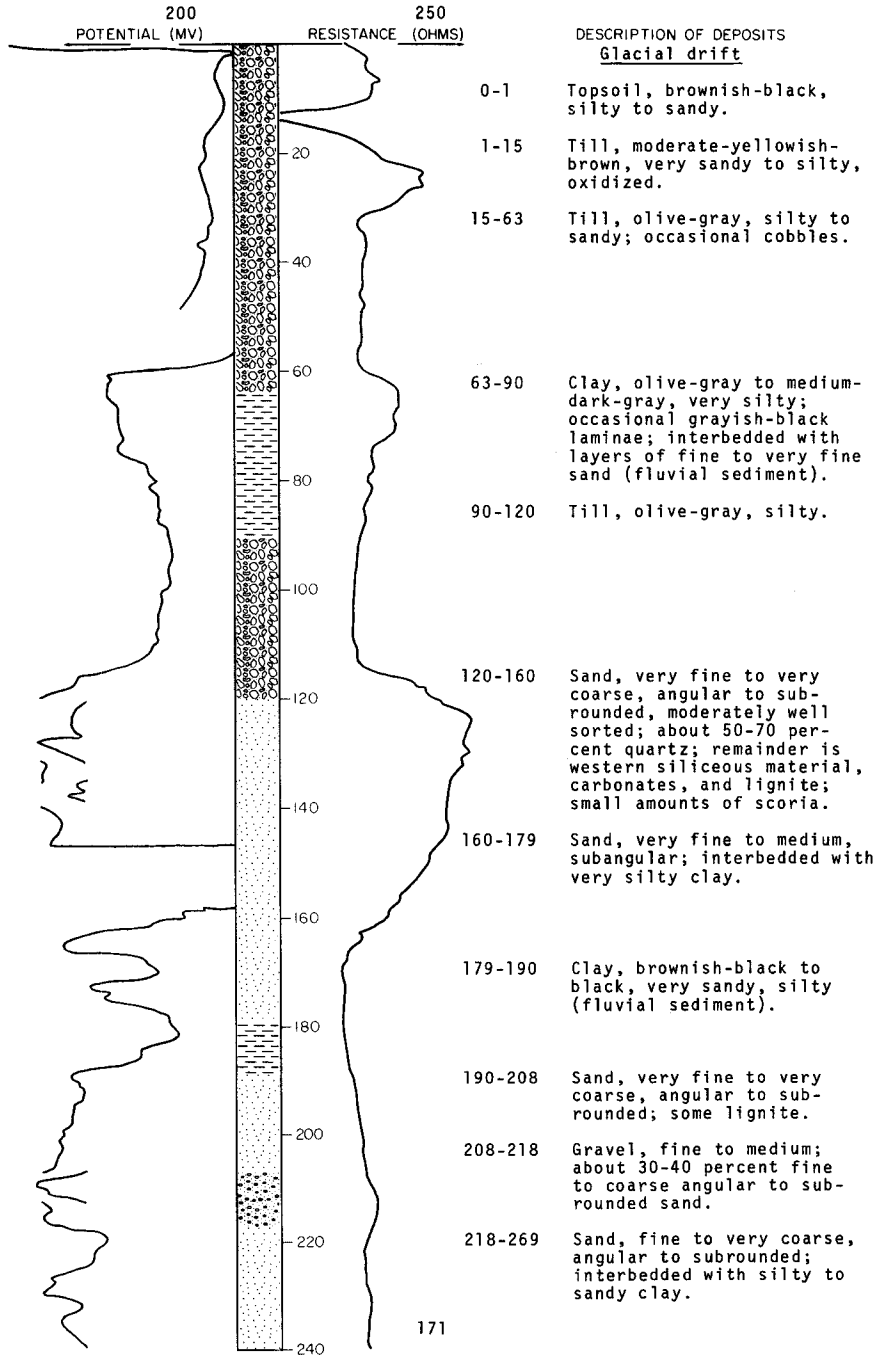 200
250
POTENTIAL (MV)
RESISTANCE (OHMS)
DESCRIPTION OF DEPOSITS
Glacial drift
0-1 Topsoil, brownish-black,
silty to sandy.
1-15 Till, moderate-yellowish-
brown, very sandy to silty,
oxidized.
15-63 Till, olive-gray, silty to
sandy; occasional cobbles.
63-90 Clay, olive-gray to medium-
dark-gray, very silty;
occasional grayish-black
laminae; interbedded with
layers of fine to very fine
sand (fluvial sediment).
90-120 Till, olive-gray, silty.
120-160 Sand, very fine to very
coarse, angular to sub-
rounded, moderately well
sorted; about 50-70 per-
cent quartz; remainder is
western siliceous material,
carbonates, and lignite;
small amounts of scoria.
160-179 Sand, very fine to medium,
subangular; interbedded with
very silty clay.
179-190 Clay, brownish-black to
black, very sandy, silty
(fluvial sediment).
190-208 Sand, very fine to very
coarse, angular to sub-
rounded; some lignite.
208-218 Gravel, fine to medium;
about 30-40 percent fine
to coarse angular to sub-
rounded sand.
218-269 Sand, fine to very coarse,
angular to subrounded;
interbedded with silty to
sandy clay.
20
40
60
80
100
120
140
160
180
200
220
240
171